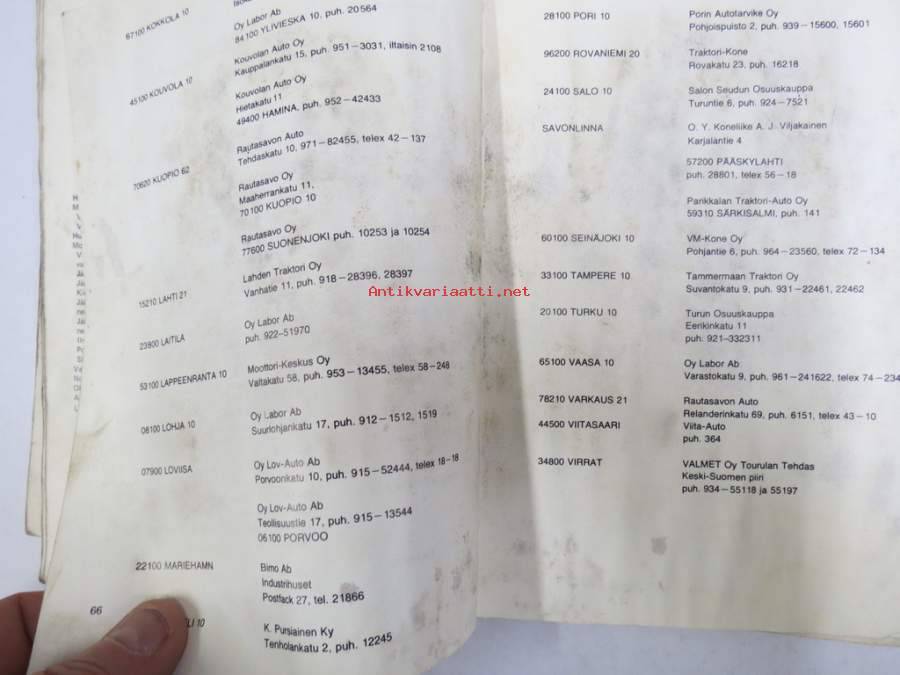 67100 KOKKOLA 10
Oy Labor Ab
84100 YLIVIESKA 10, puh. 20564
45100 KOUVOLA 10
Kouvolan Auto Oy
Kauppalankatu 15, puh. 951-3031, iltaisin 2108
Kouvolan Auto Oy
Hietakatu 11
49400 HAMINA, puh. 952-42433
70620 KUOPIO 62
Rautasavon Auto
Tehdaskatu 10, 971-82455, telex 42-137
Rautasavo Oy
Maaherrankatu 11,
70100 KUOPIO 10
Rautasavo Oy
77600 SUONENJOKI puh. 10253 ja 10254
15210 LAHTI 21
Lahden Traktori Oy
Vanhatie 11, puh. 918-28396, 28397
23800 LAITILA
Oy Labor Ab
puh. 922-51970
53100 LAPPEENRANTA 10
Moottori-Keskus Oy
Valtakatu 58, puh. 953-13455, telex 58-248
08100 LOHJA 10
Oy Labor Ab
Suurlohjankatu 17, puh. 912-1512, 1519
07900 LOVIISA
Oy Lov-Auto Ab
Porvoonkatu 10, puh. 915-52444, telex 18-18
Oy Lov-Auto Ab
Teollisuustie 17, puh. 915-13544
06100 PORVOO
22100 MARIEHAMN
Bimo Ab
Industrihuset
Postfack 27, tel. 21866
LI 10
K. Pursiainen Ky
Tenholankatu 2, puh. 12245
66
28100 PORI 10
Porin Autotarvike Oy
Pohjoispuisto 2, puh. 939-15600, 15601
96200 ROVANIEMI 20
Traktori-Kone
Rovakatu 23, puh. 16218
24100 SALO 10
Salon Seudun Osuuskauppa
Turuntie 6, puh. 924-7521
SAVONLINNA
O. Y. Koneliike A. J. Viljakainen
Karjalantie 4
57200 PÄÄSKYLAHTI
puh. 28801, telex 56-18
Parikkalan Traktori-Auto Oy
59310 SÄRKISALMI, puh. 141
60100 SEINÄJOKI 10
VM-Kone Oy
Pohjantie 6, puh. 964-23560, telex 72-134
33100 TAMPERE 10
Tammermaan Traktori Oy
Suvantokatu 9, puh. 931-22461, 22462
20100 TURKU 10
Turun Osuuskauppa
Eerikinkatu 11
puh. 921-332311
65100 VAASA 10
Oy Labor Ab
Varastokatu 9, puh. 961-241622, telex 74-234
78210 VARKAUS 21
Rautasavon Auto
Relanderinkatu 69, puh. 6151, telex 43-10
44500 VIITASAARI
Viita-Auto
puh. 364
34800 VIRRAT
VALMET Oy Tourulan Tehdas
Keski-Suomen piiri
puh. 934-55118 ja 55197
Antikvariaatti.net